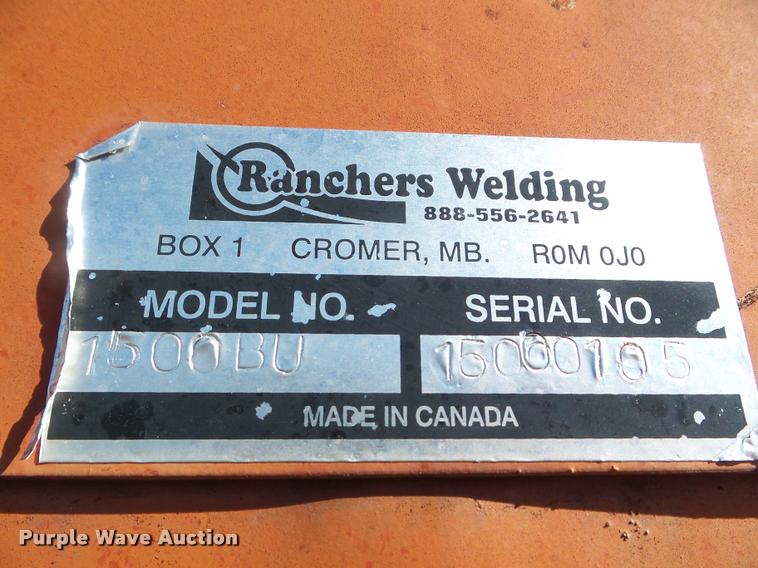 Ranchers Welding
888-556-2641
BOX 1 CROMER, MB. R0M 0J0
MODEL NO. SERIAL NO.
1500BU 15000105
MADE IN CANADA
Purple Wave Auction